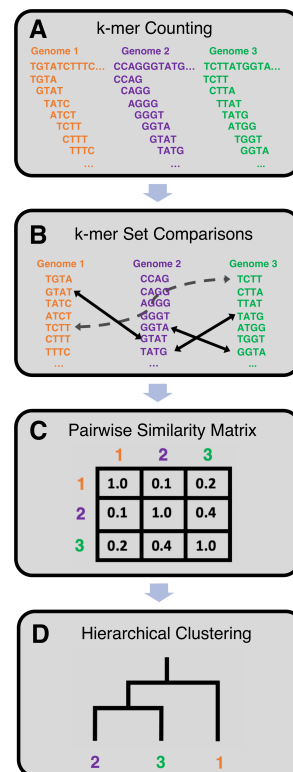 A k-mer Counting
Genome 1 Genome 2 Genome 3
TGTATCTTTC... CCAGGGTATG... TCTTATGGTA...
TGTA CCAG TCTT
GTAT CAGG CTTA
TATC AGGG TTAT
ATCT GGGT TATG
TCTT GGTA ATGG
CTTT GTAT TGGT
TTTC TATG GGTA
... ... ...
B k-mer Set Comparisons
Genome 1 Genome 2 Genome 3
TGTA CCAG TCTT
GTAT CAGG CTTA
TATC AGGG TTAT
ATCT GGGT TATG
TCTT GGTA ATGG
CTTT GTAT TGGT
TTTC TATG GGTA
... ... ...
C Pairwise Similarity Matrix
1 2 3
1 1.0 0.1 0.2
2 0.1 1.0 0.4
3 0.2 0.4 1.0
D Hierarchical Clustering
2 3 1